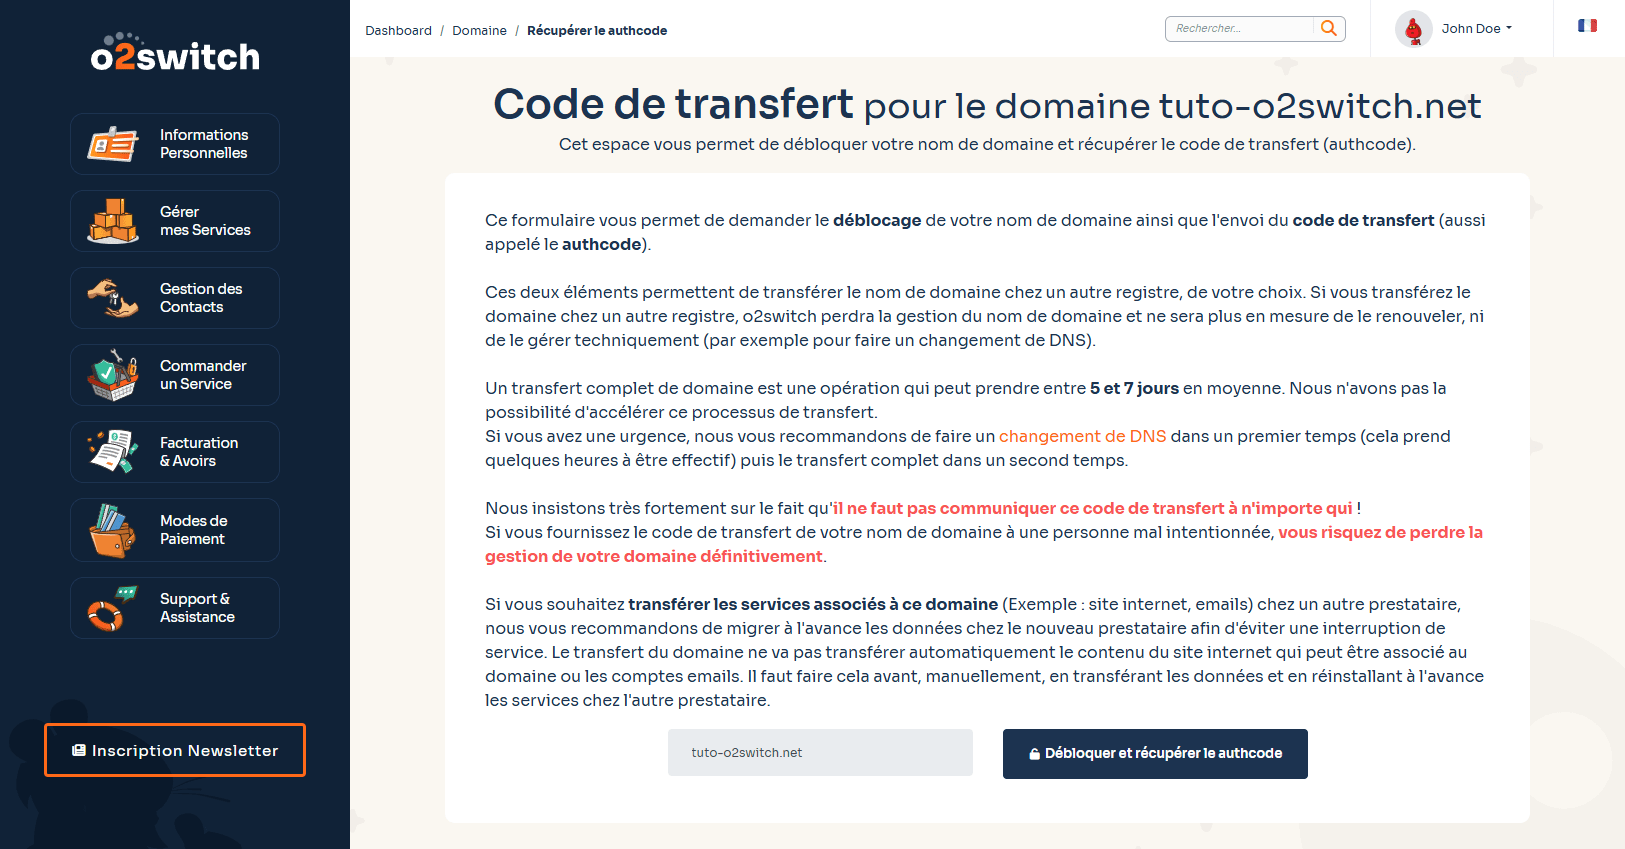 o2switch
Informations
Personnelles
Gérer
mes Services
Gestion des
Contacts
Commander
un Service
Facturation
& Avoirs
Modes de
Paiement
Support &
Assistance
Inscription Newsletter
Dashboard / Domaine / Récupérer le authcode
Rechercher...
John Doe
Code de transfert pour le domaine tuto-o2switch.net
Cet espace vous permet de débloquer votre nom de domaine et récupérer le code de transfert (authcode).
Ce formulaire vous permet de demander le déblocage de votre nom de domaine ainsi que l'envoi du code de transfert (aussi
appelé le authcode).
Ces deux éléments permettent de transférer le nom de domaine chez un autre registre, de votre choix. Si vous transférez le
domaine chez un autre registre, o2switch perdra la gestion du nom de domaine et ne sera plus en mesure de le renouveler, ni
de le gérer techniquement (par exemple pour faire un changement de DNS).
Un transfert complet de domaine est une opération qui peut prendre entre 5 et 7 jours en moyenne. Nous n'avons pas la
possibilité d'accélérer ce processus de transfert.
Si vous avez une urgence, nous vous recommandons de faire un changement de DNS dans un premier temps (cela prend
quelques heures à être effectif) puis le transfert complet dans un second temps.
Nous insistons très fortement sur le fait qu'il ne faut pas communiquer ce code de transfert à n'importe qui !
Si vous fournissez le code de transfert de votre nom de domaine à une personne mal intentionnée, vous risquez de perdre la
gestion de votre domaine définitivement.
Si vous souhaitez transférer les services associés à ce domaine (Exemple : site internet, emails) chez un autre prestataire,
nous vous recommandons de migrer à l'avance les données chez le nouveau prestataire afin d'éviter une interruption de
service. Le transfert du domaine ne va pas transférer automatiquement le contenu du site internet qui peut être associé au
domaine ou les comptes emails. Il faut faire cela avant, manuellement, en transférant les données et en réinstallant à l'avance
les services chez l'autre prestataire.
tuto-o2switch.net
Débloquer et récupérer le authcode